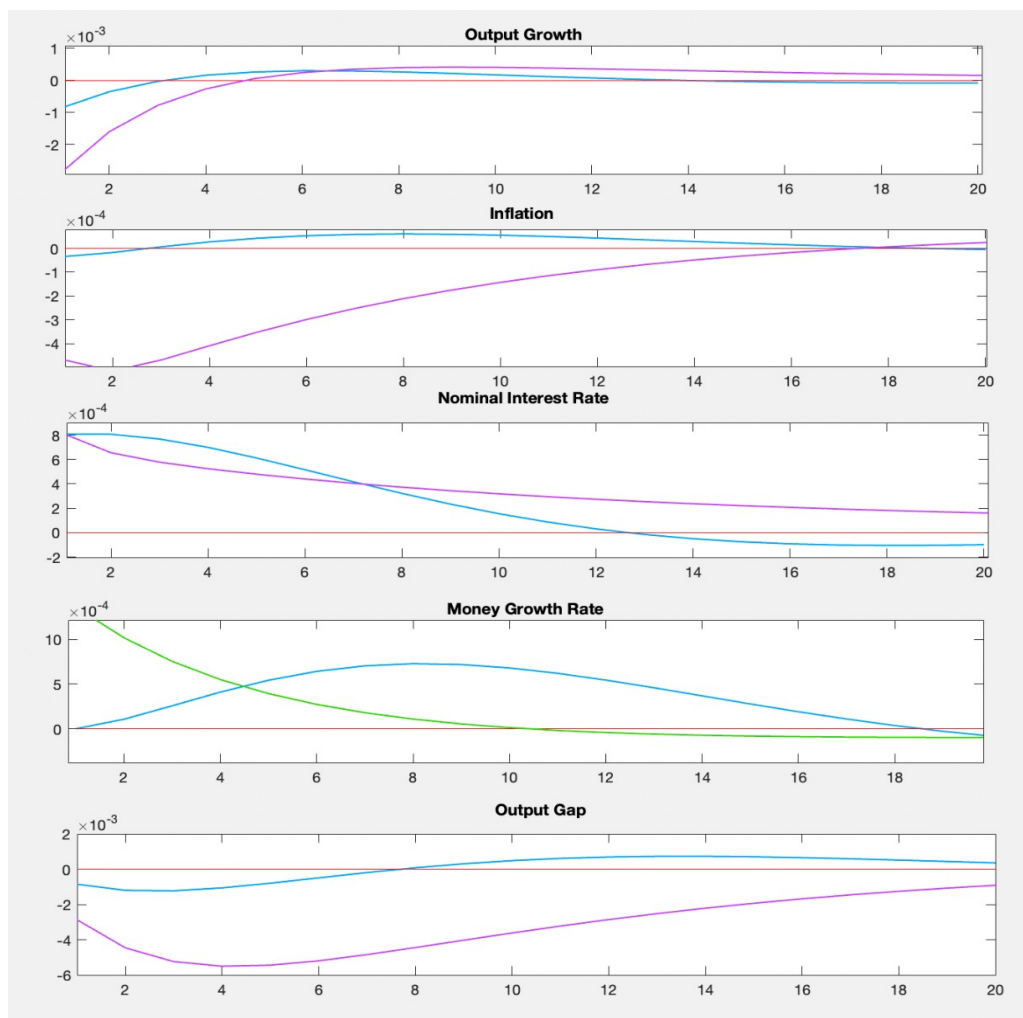 Output Growth
×10-3
1
0
-1
-2
2 4 6 8 10 12 14 16 18 20
Inflation
×10-4
0
-1
-2
-3
-4
2 4 6 8 10 12 14 16 18 20
Nominal Interest Rate
×10-4
8
6
4
2
0
-2
2 4 6 8 10 12 14 16 18 20
Money Growth Rate
×10-4
10
5
0
2 4 6 8 10 12 14 16 18
Output Gap
×10-3
2
0
-2
-4
-6
2 4 6 8 10 12 14 16 18 20